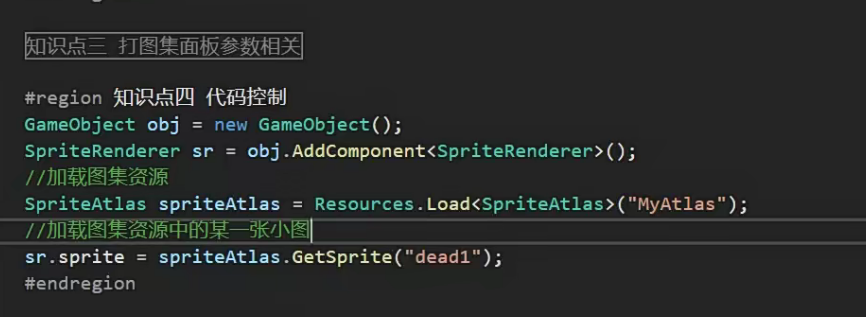 知识点三 打图集面板参数相关
#region 知识点四 代码控制
GameObject obj = new GameObject();
SpriteRenderer sr = obj.AddComponent<SpriteRenderer>();
//加载图集资源
SpriteAtlas spriteAtlas = Resources.Load<SpriteAtlas>("MyAtlas");
//加载图集资源中的某一张小图
sr.sprite = spriteAtlas.GetSprite("dead1");
#endregion